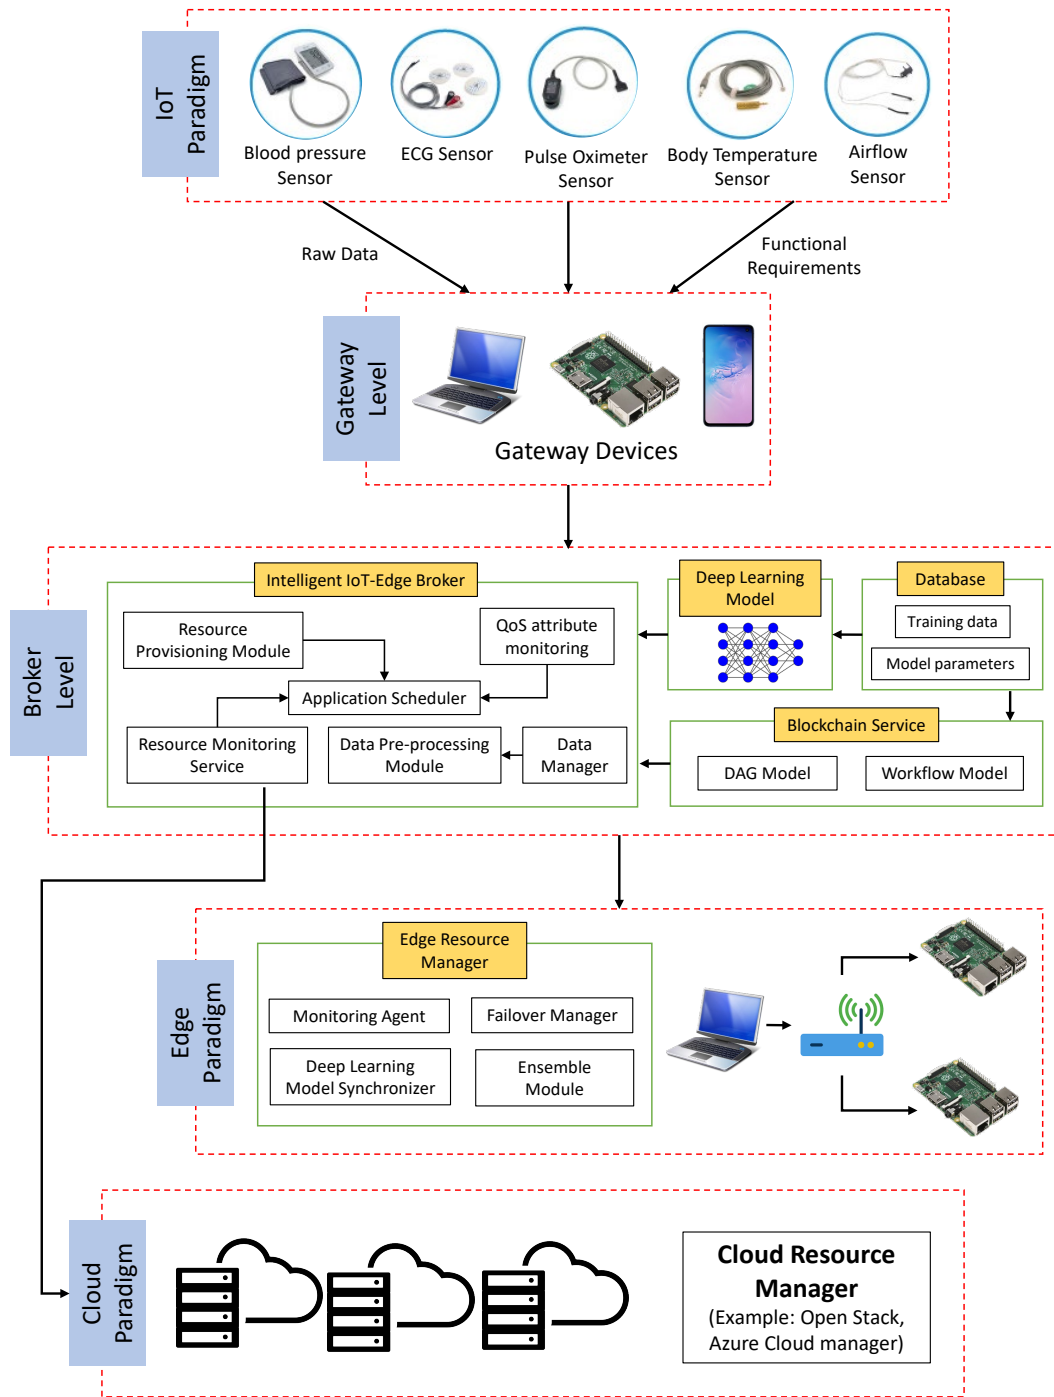 IoT
Paradigm
Blood pressure
Sensor
ECG Sensor
Pulse Oximeter
Sensor
Body Temperature
Sensor
Airflow
Sensor
Raw Data
Functional
Requirements
Gateway
Level
Gateway Devices
Broker
Level
Intelligent IoT-Edge Broker
Resource
Provisioning Module
QoS attribute
monitoring
Application Scheduler
Resource Monitoring
Service
Data Pre-processing
Module
Data
Manager
Deep Learning
Model
Database
Training data
Model parameters
Blockchain Service
DAG Model
Workflow Model
Edge
Paradigm
Edge Resource
Manager
Monitoring Agent
Failover Manager
Deep Learning
Model Synchronizer
Ensemble
Module
Cloud
Paradigm
Cloud Resource
Manager
(Example: Open Stack,
Azure Cloud manager)